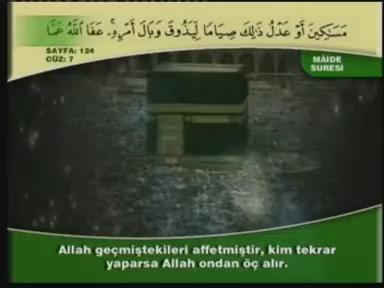 مَسَٰكِينَ أَوْ عَدْلُ ذَٰلِكَ صِيَامًا لِّيَذُوقَ وَبَالَ أَمْرِهِۦ ۗ عَفَا ٱللَّهُ عَمَّا
SAYFA: 124
CÜZ: 7
MÂİDE
SURESİ
Allah geçmiştekileri affetmiştir, kim tekrar
yaparsa Allah ondan öç alır.